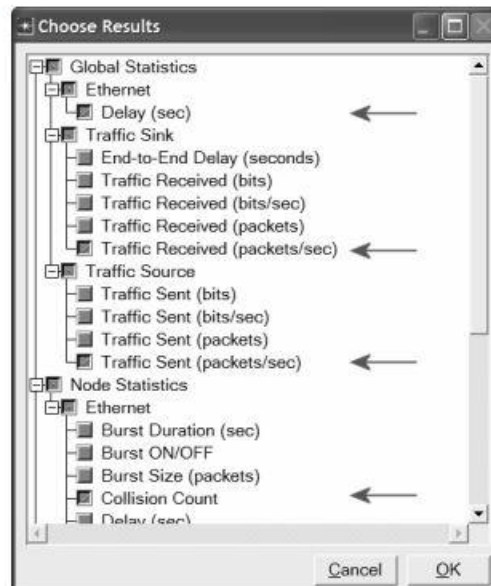 Choose Results
Global Statistics
Ethernet
Delay (sec)
Traffic Sink
End-to-End Delay (seconds)
Traffic Received (bits)
Traffic Received (bits/sec)
Traffic Received (packets)
Traffic Received (packets/sec)
Traffic Source
Traffic Sent (bits)
Traffic Sent (bits/sec)
Traffic Sent (packets)
Traffic Sent (packets/sec)
Node Statistics
Ethernet
Burst Duration (sec)
Burst ON/OFF
Burst Size (packets)
Collision Count
Delay (sec)
Cancel OK